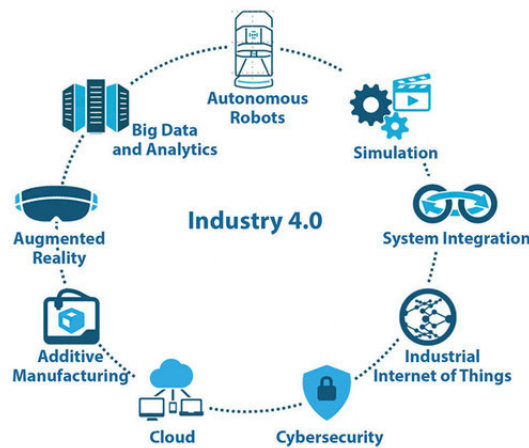 Autonomous
Robots
Big Data
and Analytics
Simulation
Industry 4.0
Augmented
Reality
System Integration
Additive
Manufacturing
Industrial
Internet of Things
Cloud
Cybersecurity